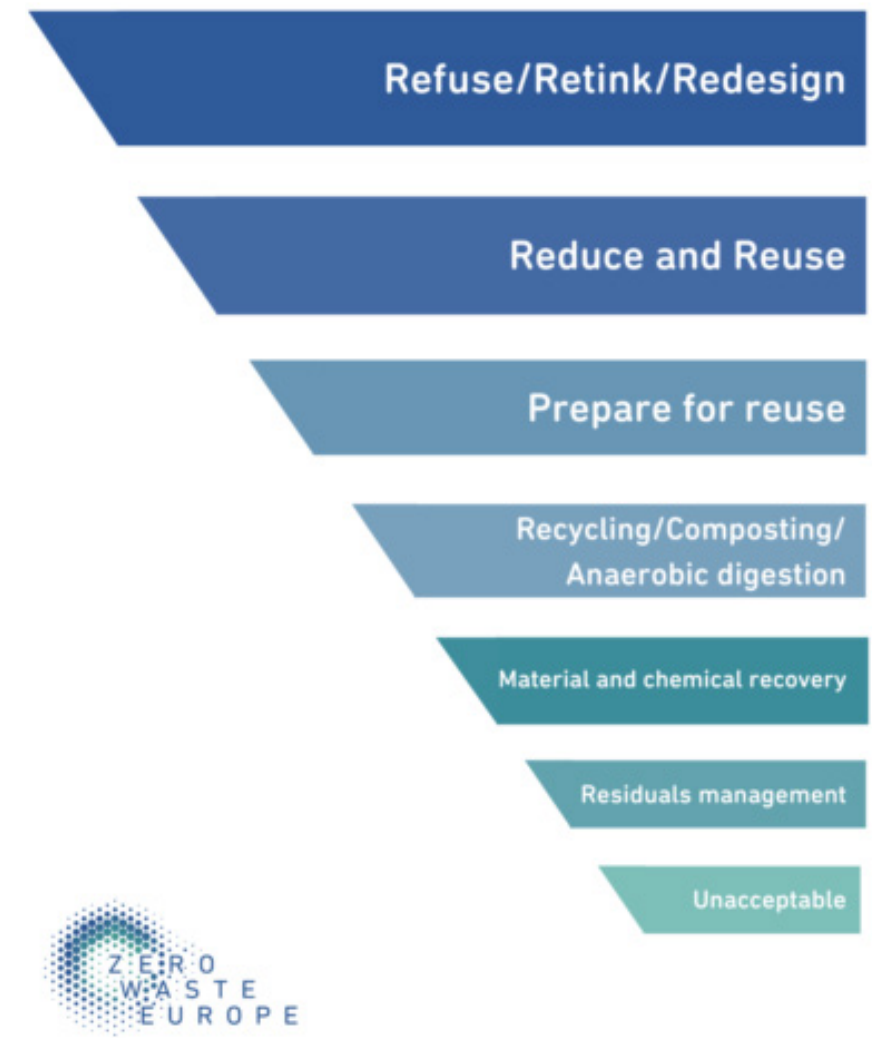 Refuse/Retink/Redesign
Reduce and Reuse
Prepare for reuse
Recycling/Composting/
Anaerobic digestion
Material and chemical recovery
Residuals management
Unacceptable
ZERO
WASTE
EUROPE